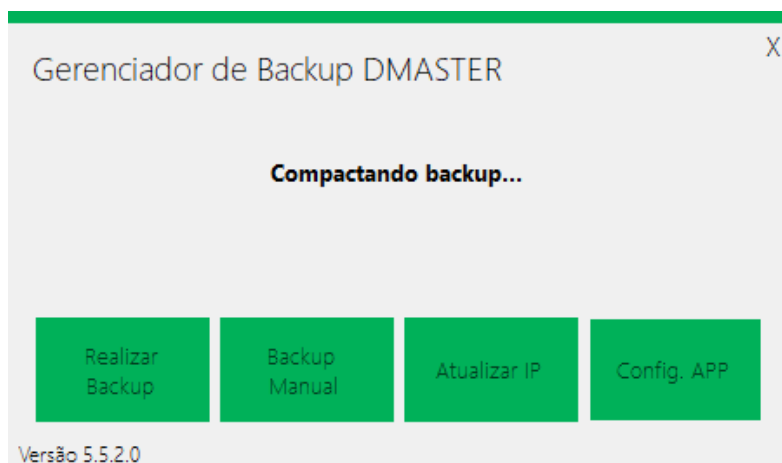 X
Gerenciador de Backup DMASTER
Compactando backup...
Realizar
Backup
Backup
Manual
Atualizar IP
Config. APP
Versão 5.5.2.0